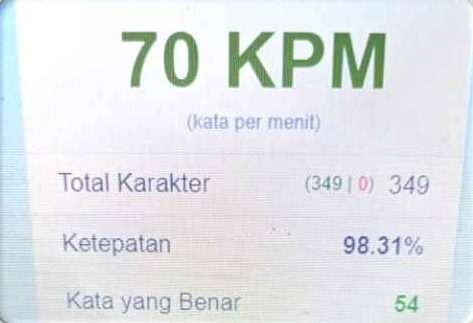 70 KPM
(kata per menit)
Total Karakter (349 | 0) 349
Ketepatan 98.31%
Kata yang Benar 54